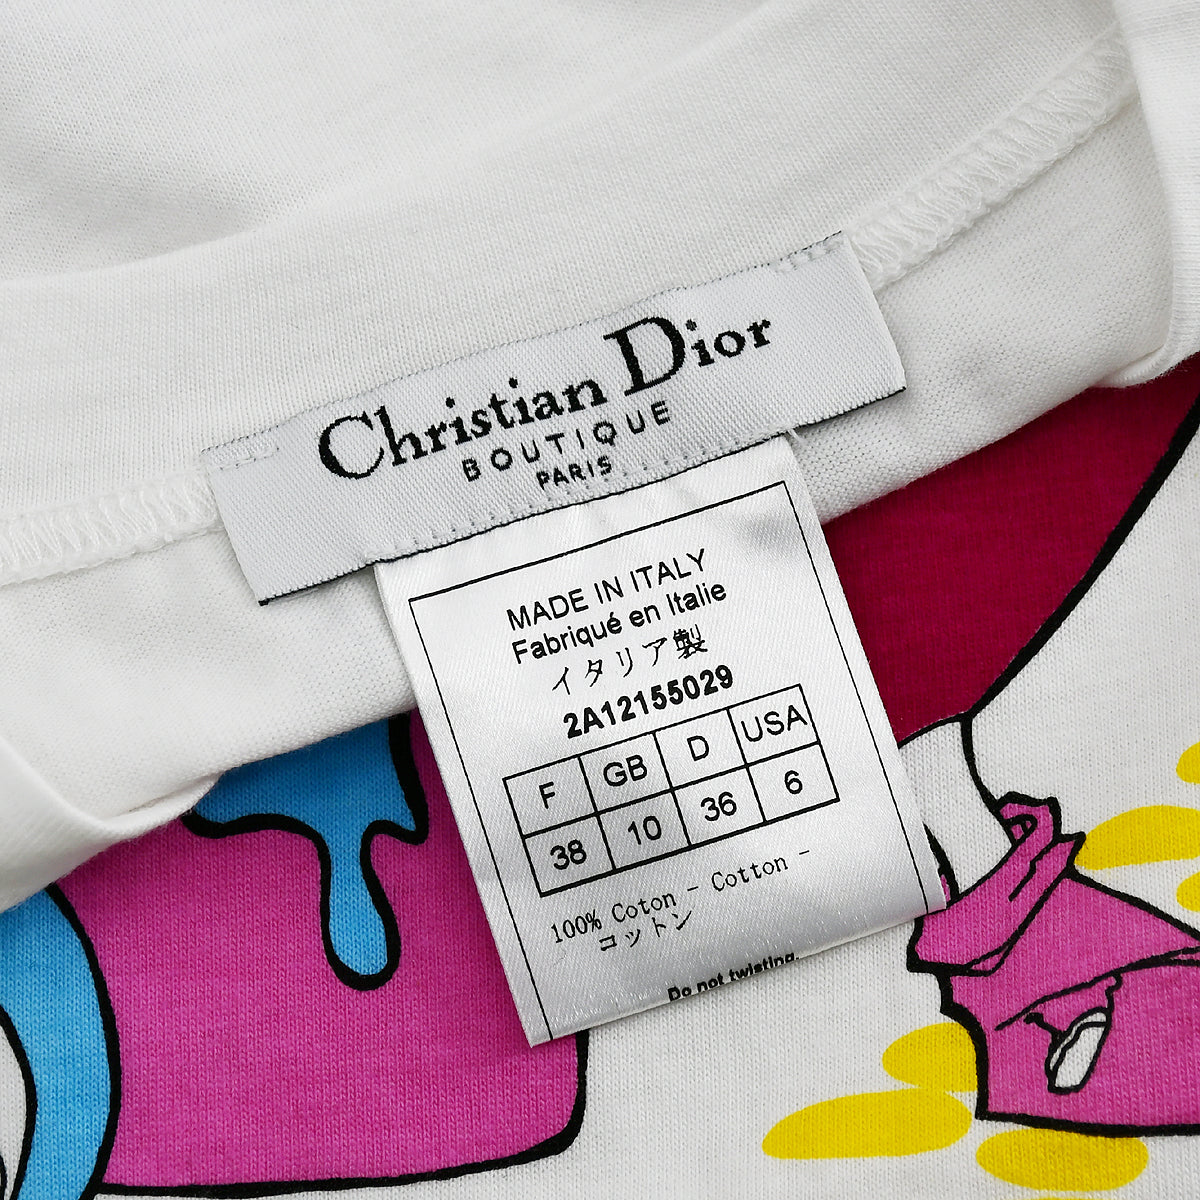 Christian Dior
BOUTIQUE
PARIS
MADE IN ITALY
Fabriqué en Italie
イタリア製
2A12155029
F GB D USA
38 10 36 6
100% Coton - Cotton -
コットン
Do not twisting.